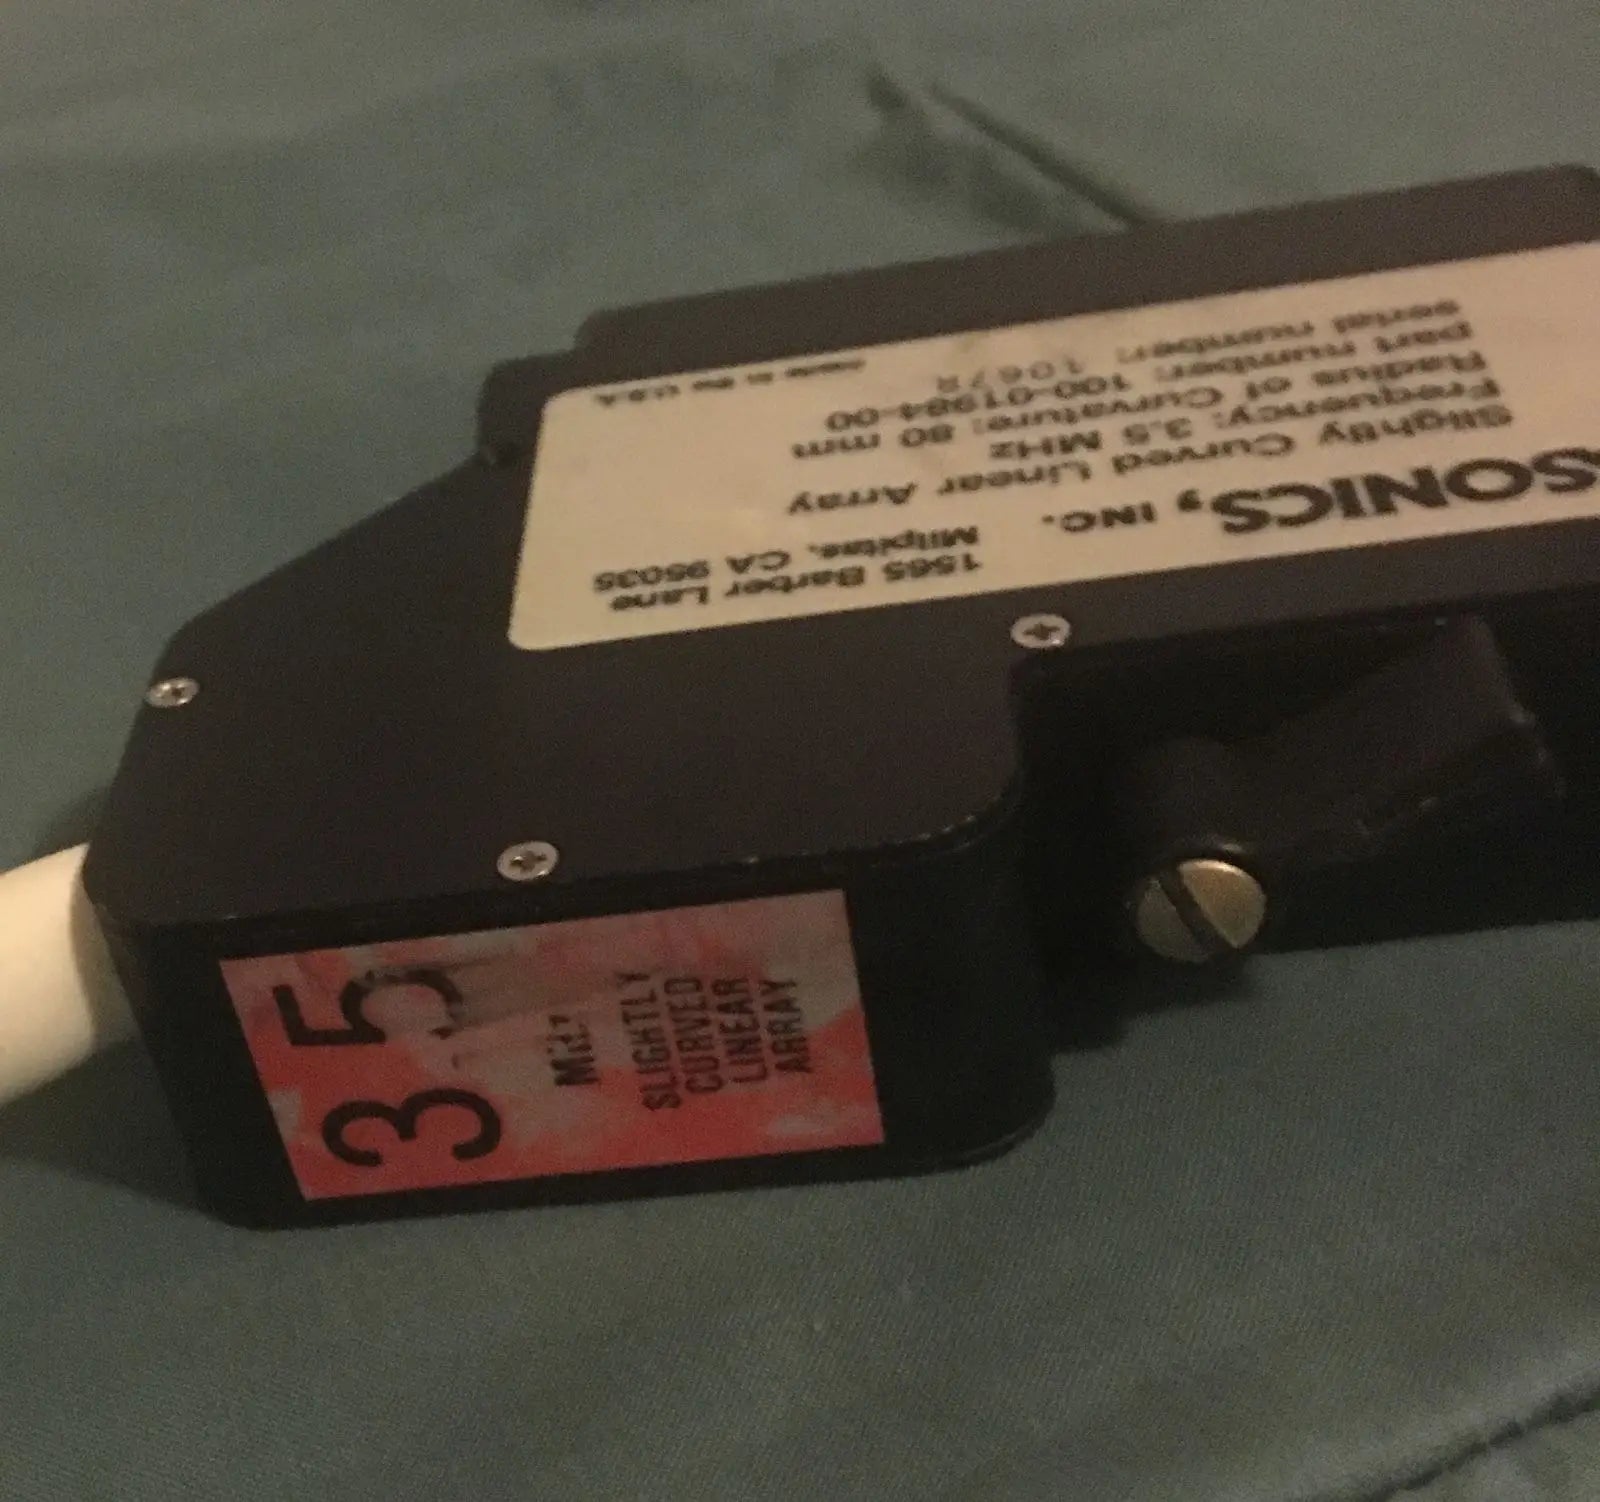 SONICS, INC.
1565 Barber Lane
Milpitas, CA 95035
Slightly Curved Linear Array
Frequency: 3.5 MHz
Radius of Curvature: 80 mm
part number: 100-01984-00
serial number:
made in the U.S.A.
3.5
MHz
SLIGHTLY
CURVED
LINEAR
ARRAY